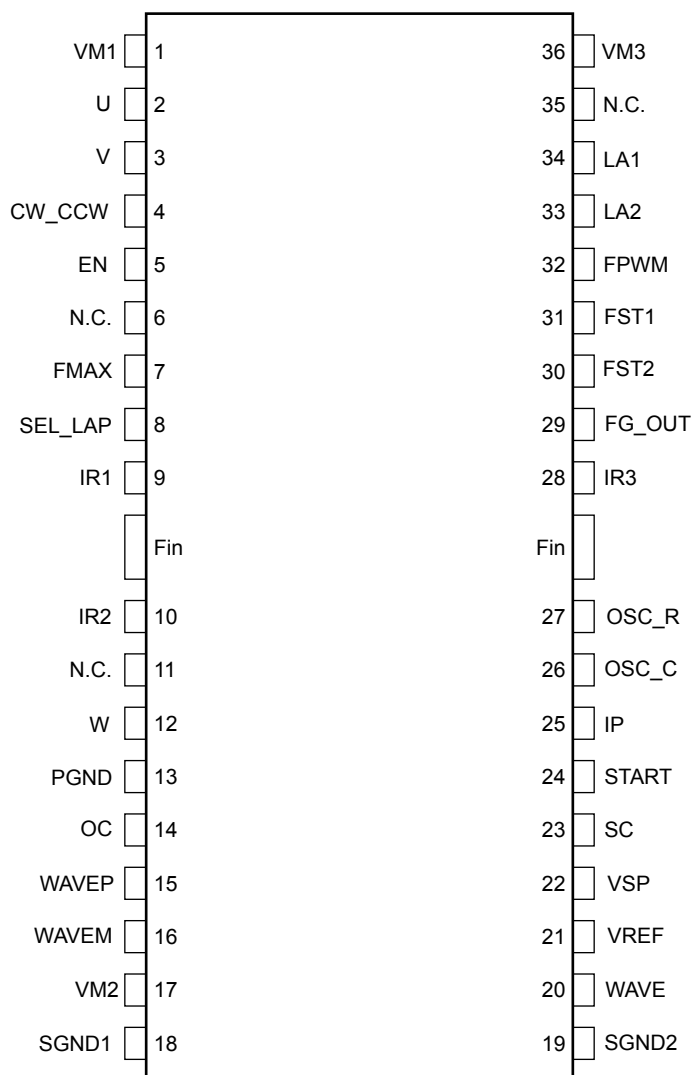 VM1 1 36 VM3
U 2 35 N.C.
V 3 34 LA1
CW_CCW 4 33 LA2
EN 5 32 FPWM
N.C. 6 31 FST1
FMAX 7 30 FST2
SEL_LAP 8 29 FG_OUT
IR1 9 28 IR3
Fin Fin
IR2 10 27 OSC_R
N.C. 11 26 OSC_C
W 12 25 IP
PGND 13 24 START
OC 14 23 SC
WAVEP 15 22 VSP
WAVEM 16 21 VREF
VM2 17 20 WAVE
SGND1 18 19 SGND2